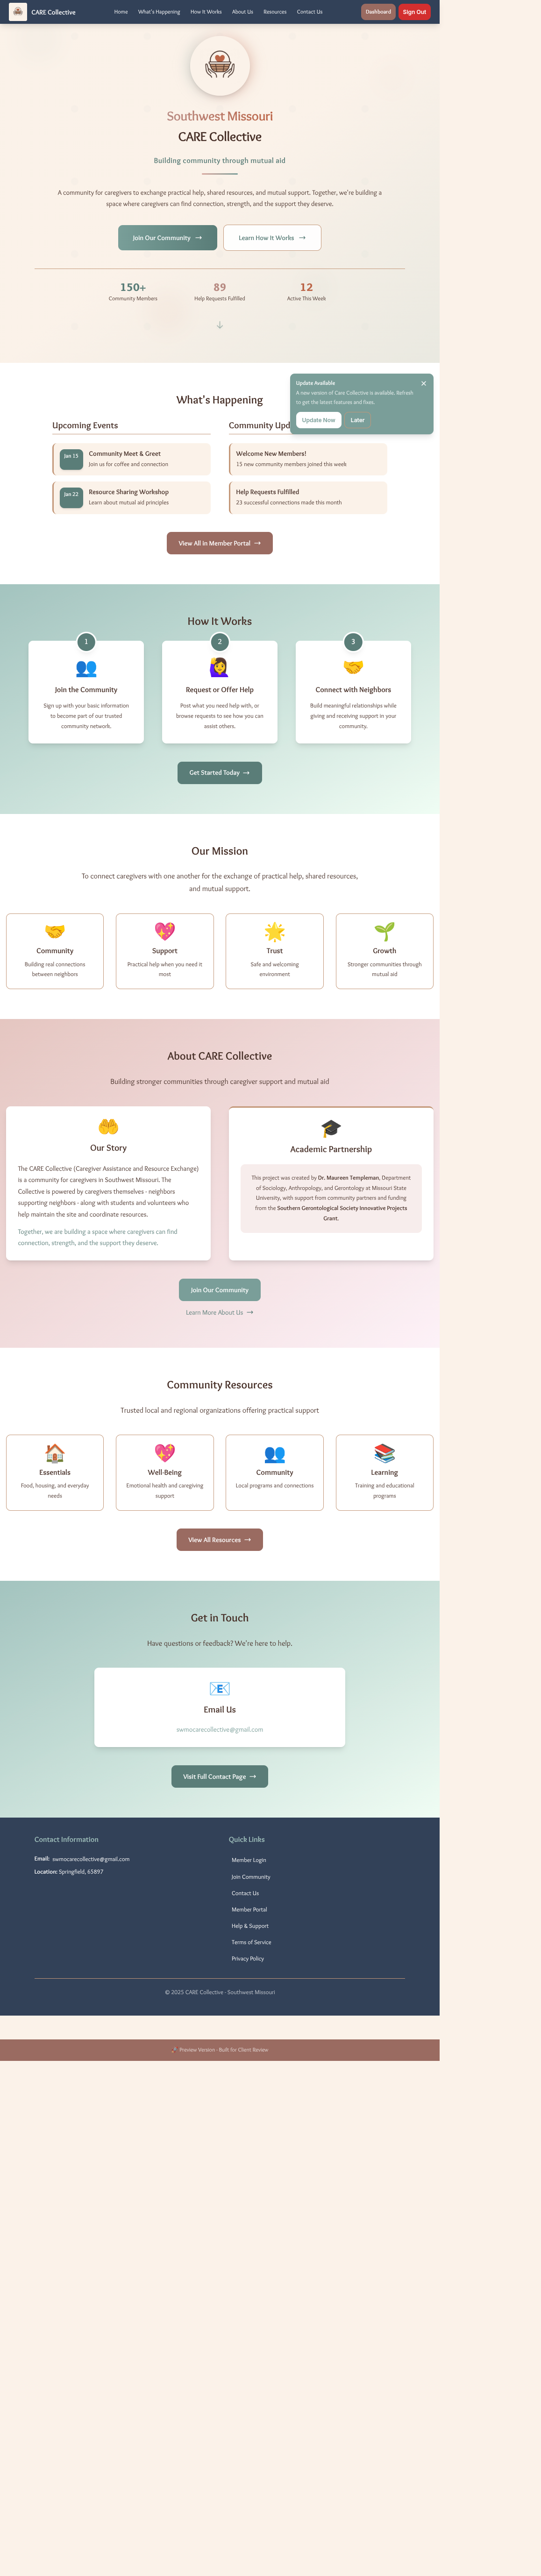 CARE Collective
Home
What's Happening
How It Works
About Us
Resources
Contact Us
Dashboard
Sign Out
Southwest Missouri
CARE Collective
Building community through mutual aid
A community for caregivers to exchange practical help, shared resources, and mutual support. Together, we're building a
space where caregivers can find connection, strength, and the support they deserve.
Join Our Community →
Learn How It Works →
150+
Community Members
89
Help Requests Fulfilled
12
Active This Week
↓
What's Happening
Update Available
A new version of Care Collective is available. Refresh
to get the latest features and fixes.
Update Now
Later
Upcoming Events
Jan 15
Community Meet & Greet
Join us for coffee and connection
Jan 22
Resource Sharing Workshop
Learn about mutual aid principles
Community Upd
Welcome New Members!
15 new community members joined this week
Help Requests Fulfilled
23 successful connections made this month
View All in Member Portal →
How It Works
1
Join the Community
Sign up with your basic information
to become part of our trusted
community network.
2
Request or Offer Help
Post what you need help with, or
browse requests to see how you can
assist others.
3
Connect with Neighbors
Build meaningful relationships while
giving and receiving support in your
community.
Get Started Today →
Our Mission
To connect caregivers with one another for the exchange of practical help, shared resources,
and mutual support.
Community
Building real connections
between neighbors
Support
Practical help when you need it
most
Trust
Safe and welcoming
environment
Growth
Stronger communities through
mutual aid
About CARE Collective
Building stronger communities through caregiver support and mutual aid
Our Story
The CARE Collective (Caregiver Assistance and Resource Exchange)
is a community for caregivers in Southwest Missouri. The
Collective is powered by caregivers themselves - neighbors
supporting neighbors - along with students and volunteers who
help maintain the site and coordinate resources.
Together, we are building a space where caregivers can find
connection, strength, and the support they deserve.
Academic Partnership
This project was created by Dr. Maureen Templeman, Department
of Sociology, Anthropology, and Gerontology at Missouri State
University, with support from community partners and funding
from the Southern Gerontological Society Innovative Projects
Grant.
Join Our Community
Learn More About Us →
Community Resources
Trusted local and regional organizations offering practical support
Essentials
Food, housing, and everyday
needs
Well-Being
Emotional health and caregiving
support
Community
Local programs and connections
Learning
Training and educational
programs
View All Resources →
Get in Touch
Have questions or feedback? We're here to help.
Email Us
swmocarecollective@gmail.com
Visit Full Contact Page →
Contact Information
Email: swmocarecollective@gmail.com
Location: Springfield, 65897
Quick Links
Member Login
Join Community
Contact Us
Member Portal
Help & Support
Terms of Service
Privacy Policy
© 2025 CARE Collective - Southwest Missouri
Preview Version - Built for Client Review